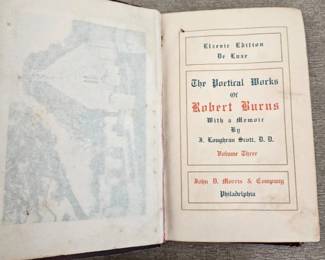 Elzevir Edition
De Luxe
The Poetical Works
Of
Robert Burns
With a Memoir
By
J. Loughran Scott, D. D.
Volume Three
John D. Morris & Company
Philadelphia